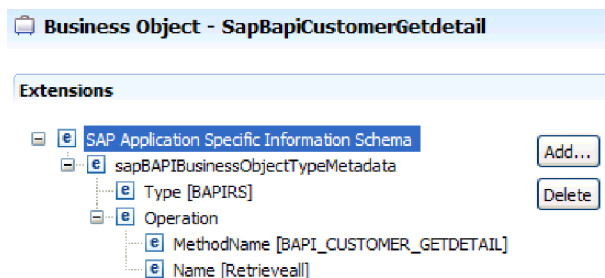 Business Object - SapBapiCustomerGetdetail
Extensions
SAP Application Specific Information Schema
Add...
sapBAPIBusinessObjectTypeMetadata
Type [BAPIRS]
Delete
Operation
MethodName [BAPI_CUSTOMER_GETDETAIL]
Name [Retrieveall]